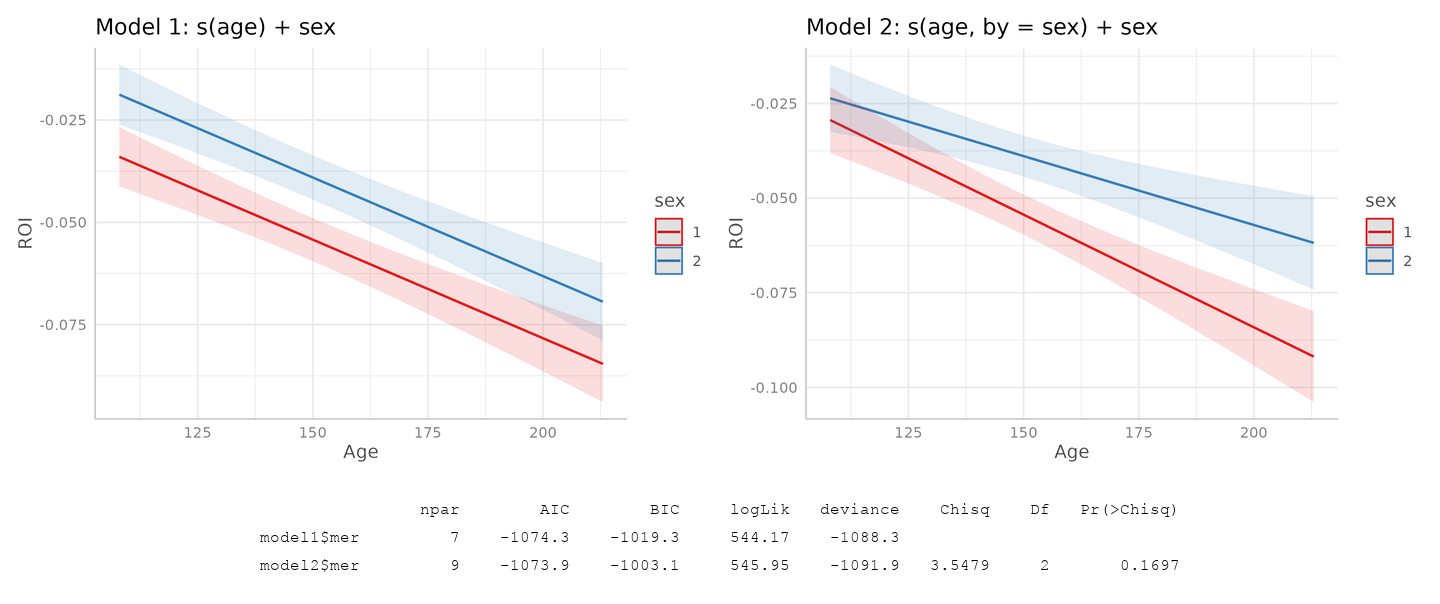 Model 1: s(age) + sex
-0.025
-0.050
-0.075
ROI
125 150 175 200
Age
sex
1
2
Model 2: s(age, by = sex) + sex
-0.025
-0.050
-0.075
-0.100
ROI
125 150 175 200
Age
sex
1
2
npar AIC BIC logLik deviance Chisq Df Pr(>Chisq)
model1$mer 7 -1074.3 -1019.3 544.17 -1088.3
model2$mer 9 -1073.9 -1003.1 545.95 -1091.9 3.5479 2 0.1697